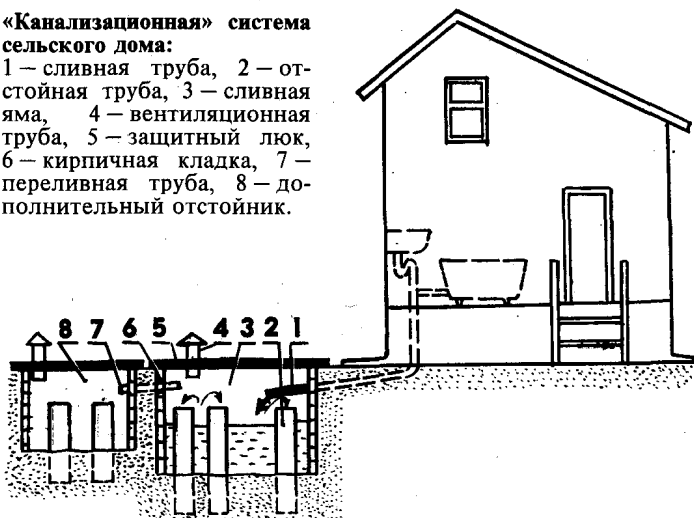 «Канализационная» система
сельского дома:
1 — сливная труба, 2 — от-
стойная труба, 3 — сливная
яма, 4 — вентиляционная
труба, 5 — защитный люк,
6 — кирпичная кладка, 7 —
переливная труба, 8 — до-
полнительный отстойник.
8 7 6 5 4 3 2 1